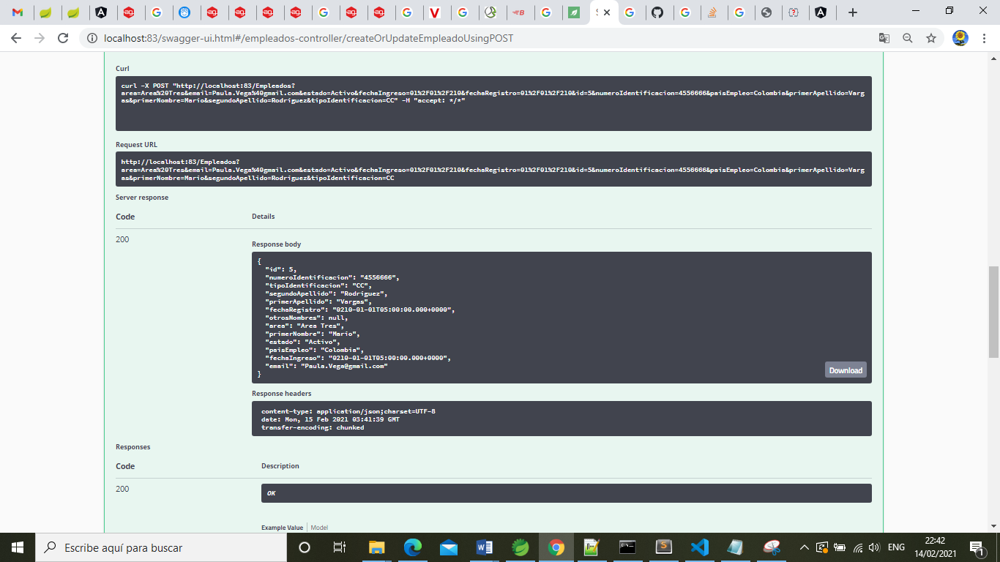 S
localhost:83/swagger-ui.html#/empleados-controller/createOrUpdateEmpleadoUsingPOST
Curl
curl -X POST "http://localhost:83/Empleados?
area=Area%20Tres&email=Paula.Vega%40gmail.com&estado=Activo&fechaIngreso=01%2F01%2F210&fechaRegistro=01%2F01%2F210&id=5&numeroIdentificacion=4556666&paisEmpleo=Colombia&primerApellido=Varg
as&primerNombre=Mario&segundoApellido=Rodriguez&tipoIdentificacion=CC" -H "accept: */*"
Request URL
http://localhost:83/Empleados?
area=Area%20Tres&email=Paula.Vega%40gmail.com&estado=Activo&fechaIngreso=01%2F01%2F210&fechaRegistro=01%2F01%2F210&id=5&numeroIdentificacion=4556666&paisEmpleo=Colombia&primerApellido=Varg
as&primerNombre=Mario&segundoApellido=Rodriguez&tipoIdentificacion=CC
Server response
Code Details
200
Response body
{
"id": 5,
"numeroIdentificacion": "4556666",
"tipoIdentificacion": "CC",
"segundoApellido": "Rodriguez",
"primerApellido": "Vargas",
"fechaRegistro": "0210-01-01T05:00:00.000+0000",
"otrosNombres": null,
"area": "Area Tres",
"primerNombre": "Mario",
"estado": "Activo",
"paisEmpleo": "Colombia",
"fechaIngreso": "0210-01-01T05:00:00.000+0000",
"email": "Paula.Vega@gmail.com"
}
Download
Response headers
content-type: application/json;charset=UTF-8
date: Mon, 15 Feb 2021 03:41:39 GMT
transfer-encoding: chunked
Responses
Code Description
200
OK
Example Value Model
Escribe aquí para buscar
ENG
22:42
14/02/2021
1